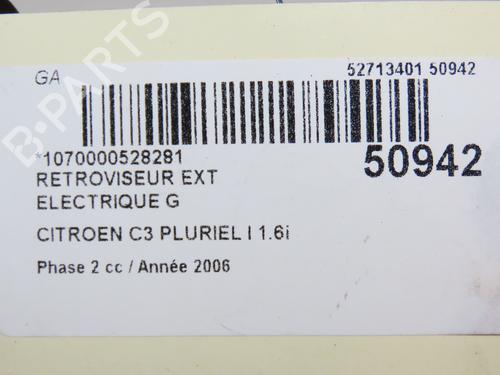 GA
52713401 50942
*1070000528281
50942
RETROVISEUR EXT
ELECTRIQUE G
CITROEN C3 PLURIEL I 1.6i
Phase 2 cc / Année 2006
B-PARTS